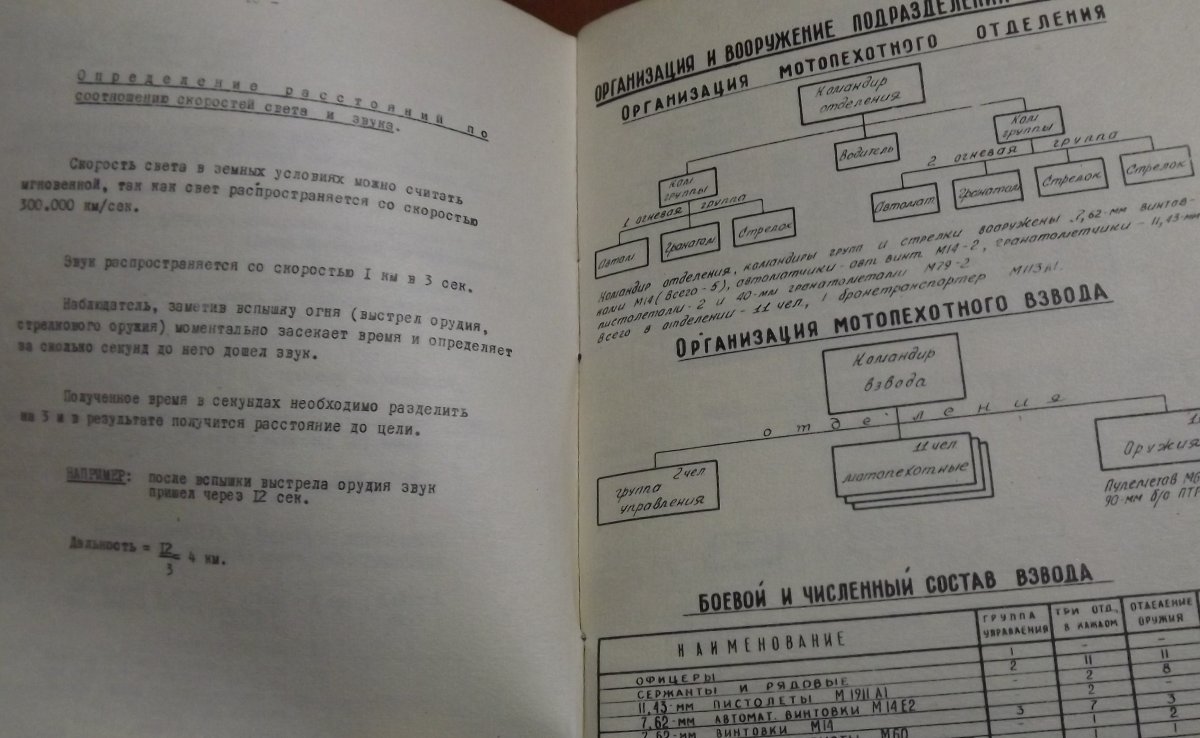 Определение расстояний по
соотношению скоростей света и звука.
Скорость света в земных условиях можно считать
мгновенной, так как свет распространяется со скоростью
300.000 км/сек.
Звук распространяется со скоростью I км в 3 сек.
Наблюдатель, заметив вспышку огня (выстрел орудия,
стрелкового оружия) моментально засекает время и определяет
за сколько секунд до него дошел звук.
Полученное время в секундах необходимо разделить
на 3 и в результате получится расстояние до цели.
НАПРИМЕР: после вспышки выстрела орудия звук
пришел через I2 сек.
Дальность = I2/3 = 4 км.
ОРГАНИЗАЦИЯ И ВООРУЖЕНИЕ
ОРГАНИЗАЦИЯ МОТОПЕХОТНОГО ОТДЕЛЕНИЯ
Командир
отделения
Ком
группы
Водитель
Ком
группы
1 огневая группа
2 огневая группа
Автом
Гранатом
Стрелок
Автомат
Гранатом
Стрелок
Стрелок
Командир отделения, командиры групп и стрелки вооружены 7,62-мм винтов-
ками М14 (всего-5), автоматчики-авт. винт. М14-2, гранатометчики-11,43-мм
пистолетами-2 и 40-мм гранатометами М79-2
Всего в отделении-11 чел, 1 бронетранспортер М113А1.
ОРГАНИЗАЦИЯ МОТОПЕХОТНОГО ВЗВОДА
Командир
взвода
отделения
2 чел
группа
управления
11 чел
мотопехотные
Оружия
Пулеметов
90-мм б/о
БОЕВОЙ И ЧИСЛЕННЫЙ СОСТАВ ВЗВОДА
НАИМЕНОВАНИЕ
ГРУППА УПРАВЛЕНИЯ
ТРИ ОТД., В КАЖДОМ
ОТДЕЛЕНИЕ ОРУЖИЯ
ОФИЦЕРЫ 1 - -
СЕРЖАНТЫ И РЯДОВЫЕ 2 11 11
11,43-мм ПИСТОЛЕТЫ М1911А1 - 2 8
7,62-мм АВТОМАТ. ВИНТОВКИ М14Е2 - 2 -
7,62-мм ВИНТОВКИ М14 3 7 3
М60 - 1 2